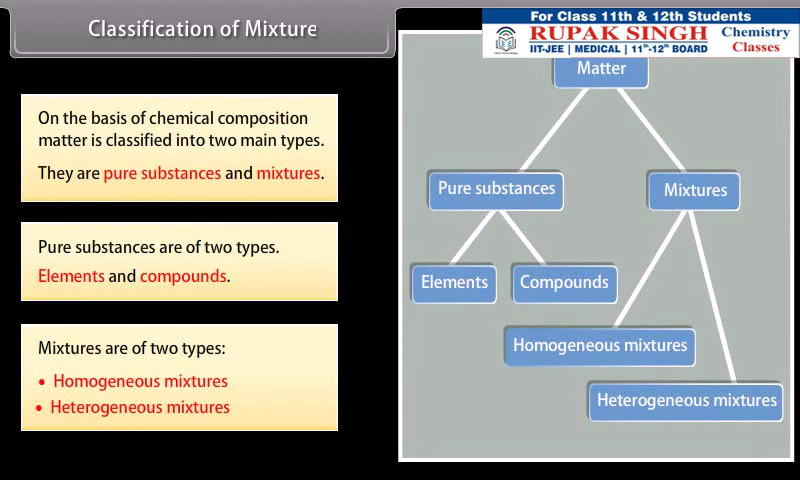 Classification of Mixture
For Class 11th & 12th Students
RUPAK SINGH
IIT-JEE | MEDICAL | 11th-12th BOARD
Chemistry
Classes
On the basis of chemical composition
matter is classified into two main types.
They are pure substances and mixtures.
Pure substances are of two types.
Elements and compounds.
Mixtures are of two types:
• Homogeneous mixtures
• Heterogeneous mixtures
Matter
Pure substances
Mixtures
Elements
Compounds
Homogeneous mixtures
Heterogeneous mixtures